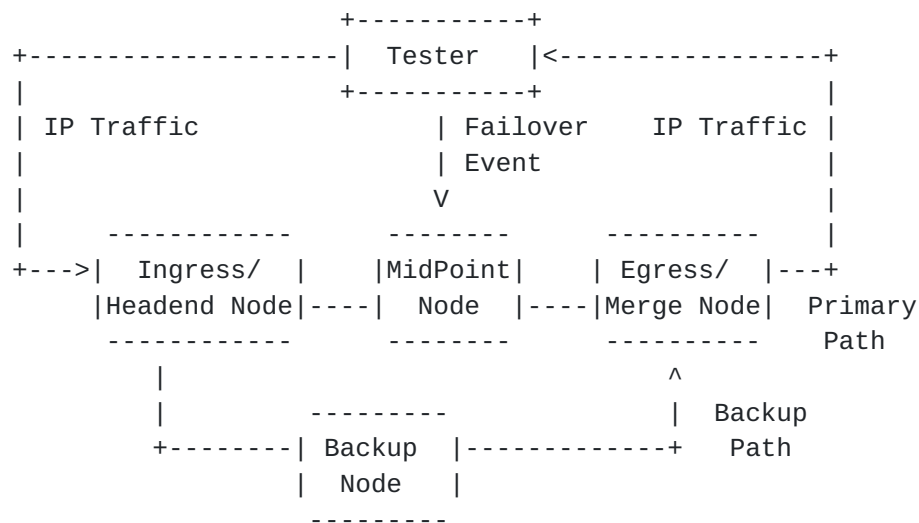 Tester
IP Traffic | Failover IP Traffic
Event
Ingress/ MidPoint Egress/
Headend Node Node Merge Node Primary
Path
Backup
Backup Path
Node